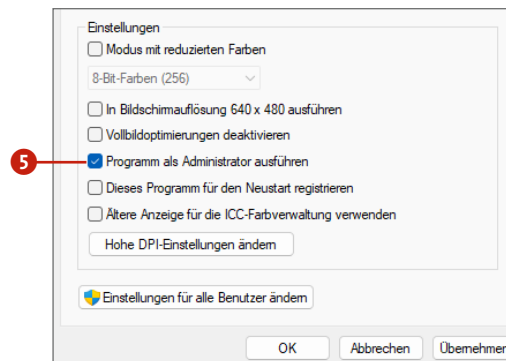 Einstellungen
Modus mit reduzierten Farben
8-Bit-Farben (256)
In Bildschirmauflösung 640 x 480 ausführen
Vollbildoptimierungen deaktivieren
5
Programm als Administrator ausführen
Dieses Programm für den Neustart registrieren
Ältere Anzeige für die ICC-Farbverwaltung verwenden
Hohe DPI-Einstellungen ändern
Einstellungen für alle Benutzer ändern
OK Abbrechen Übernehmen